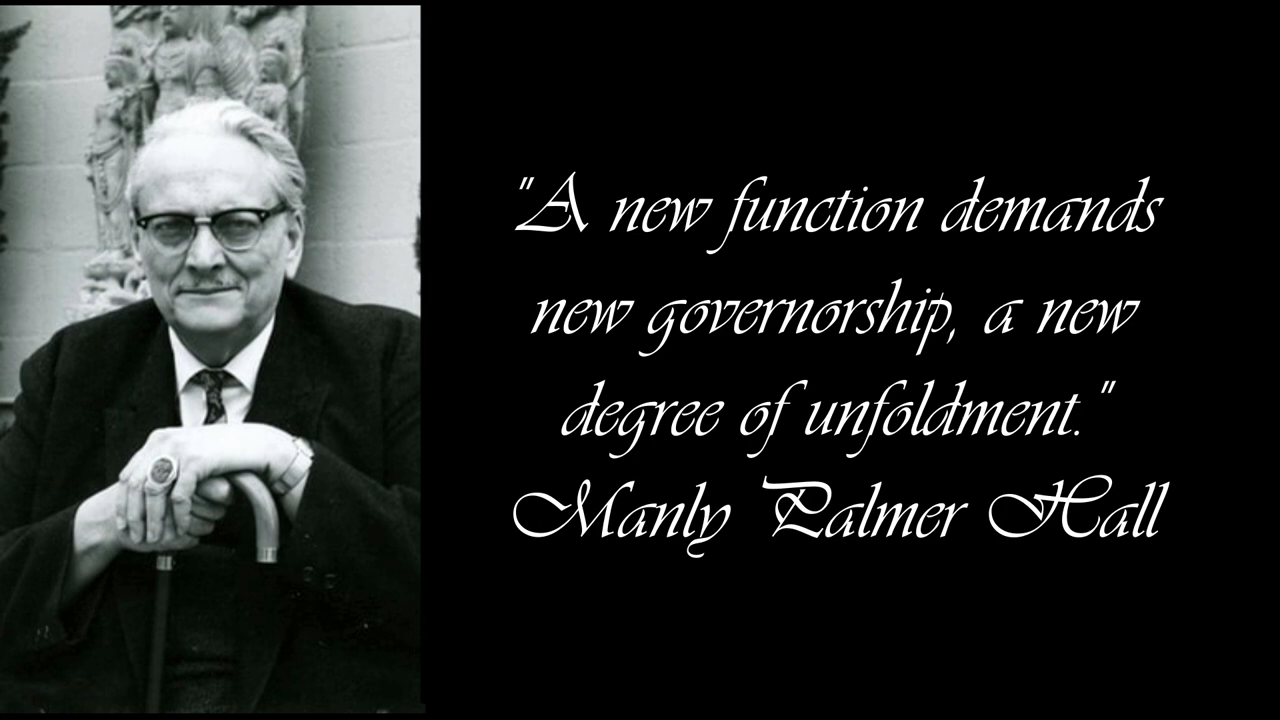 "A new function demands
new governorship, a new
degree of unfoldment."
Manly Palmer Hall